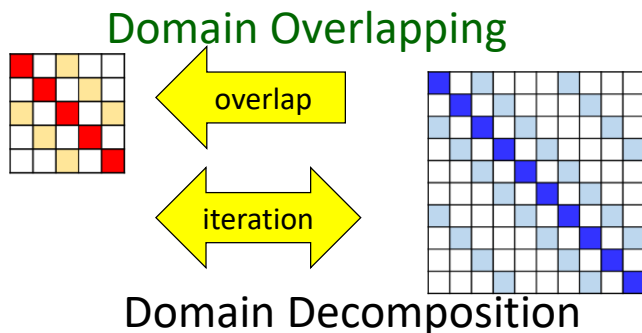 Domain Overlapping
overlap
iteration
Domain Decomposition